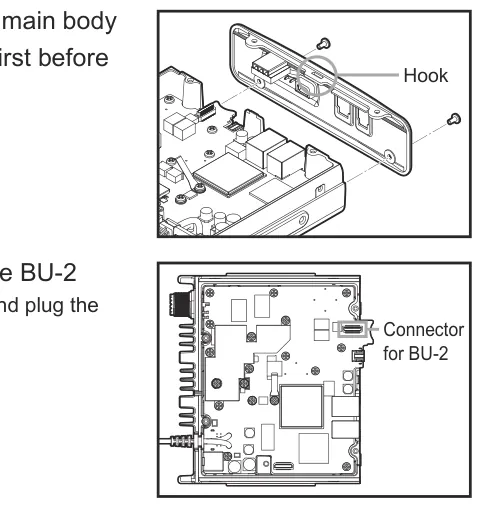 main body
irst before
Hook
e BU-2
nd plug the
Connector
for BU-2